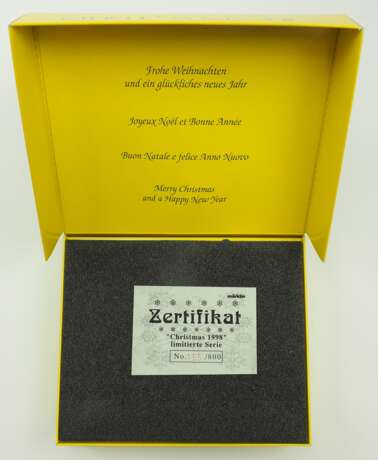 Frohe Weihnachten
und ein glückliches neues Jahr
Joyeux Noël et Bonne Année
Buon Natale e felice Anno Nuovo
Merry Christmas
and a Happy New Year
märklin
Zertifikat
"Christmas 1998"
limitierte Serie
No. /800